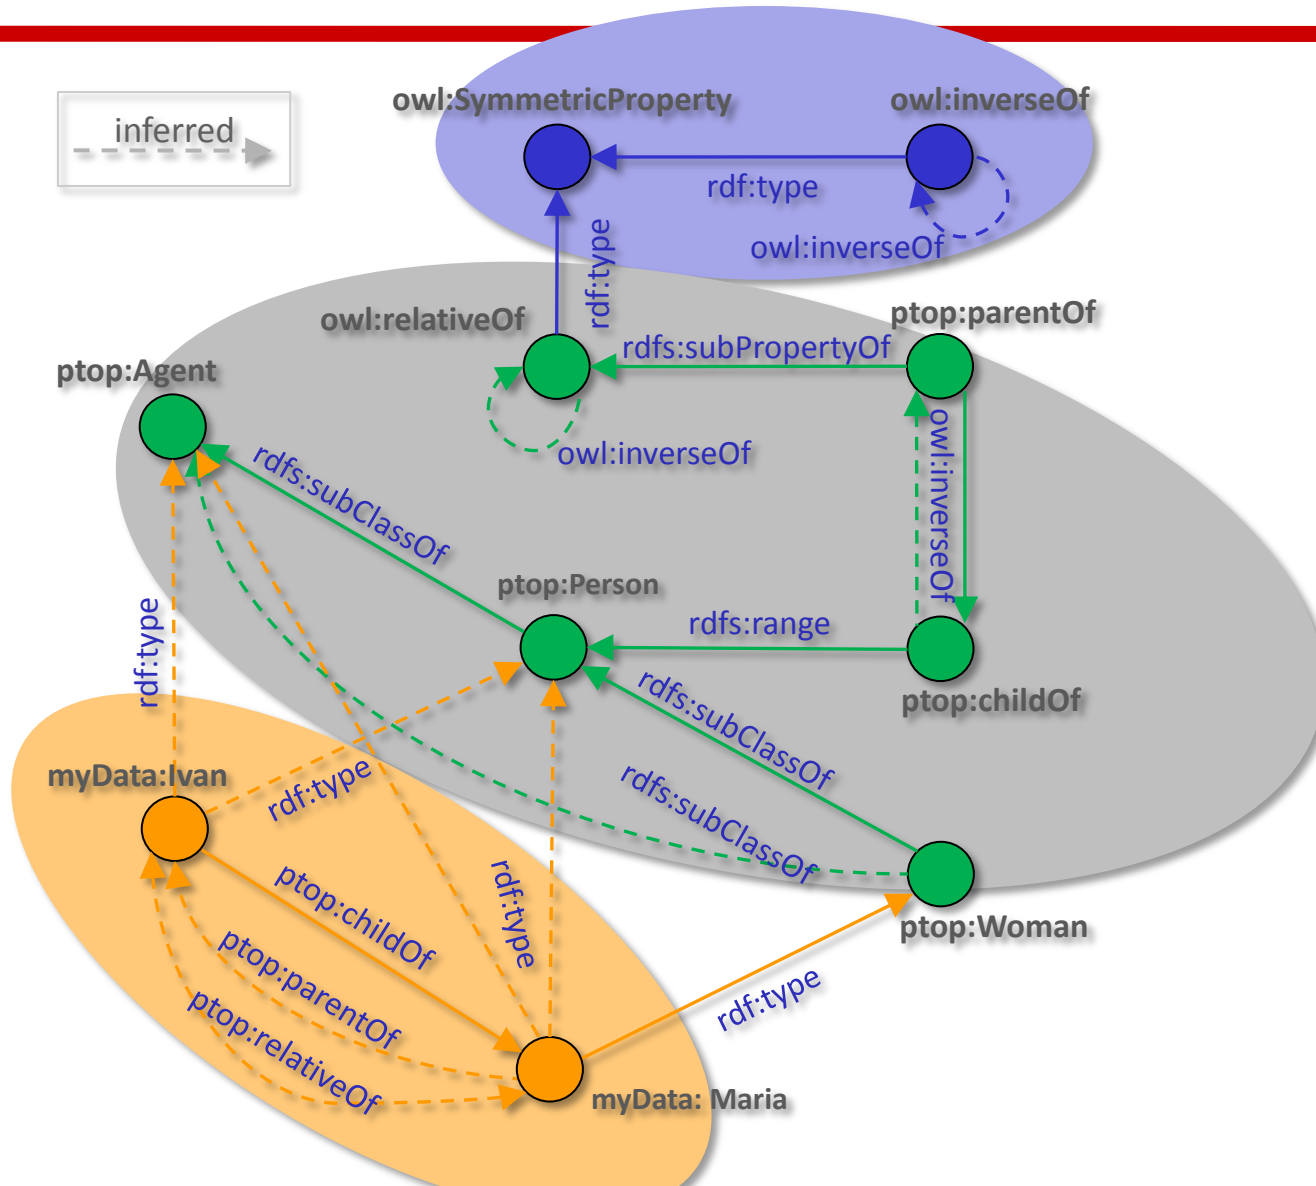 owl:SymmetricProperty
owl:inverseOf
inferred
rdf:type
owl:inverseOf
rdf:type
owl:relativeOf
ptop:parentOf
rdfs:subPropertyOf
ptop:Agent
owl:inverseOf
owl:inverseOf
rdfs:subClassOf
ptop:Person
rdfs:range
rdf:type
ptop:childOf
rdfs:subClassOf
myData:Ivan
rdf:type
rdfs:subClassOf
ptop:childOf
rdf:type
ptop:Woman
ptop:parentOf
rdf:type
ptop:relativeOf
myData: Maria